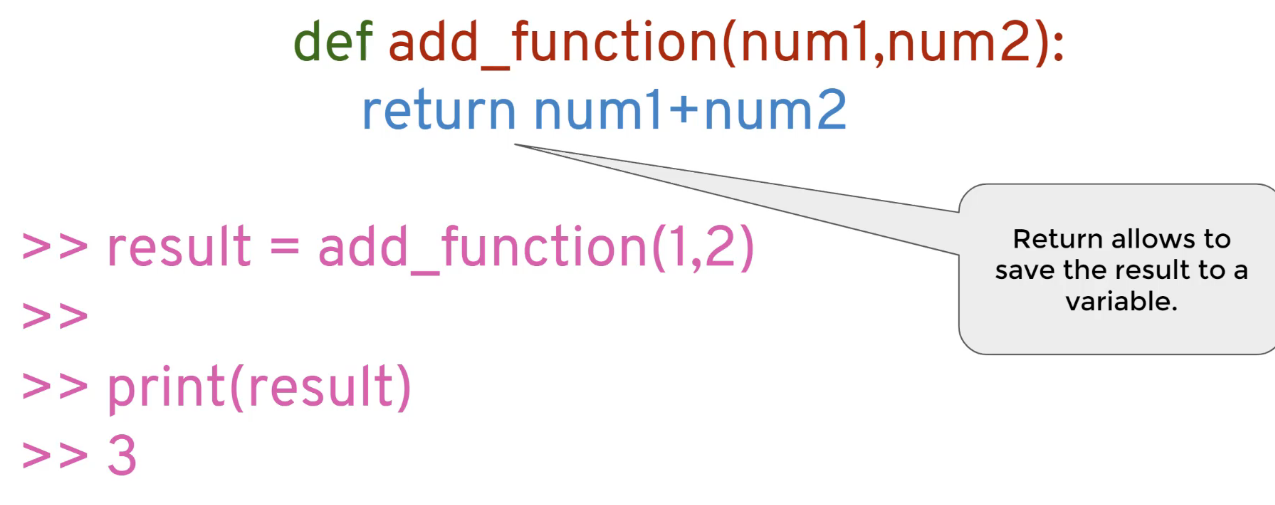 def add_function(num1,num2):
return num1+num2
>> result = add_function(1,2)
>>
>> print(result)
>> 3
Return allows to
save the result to a
variable.